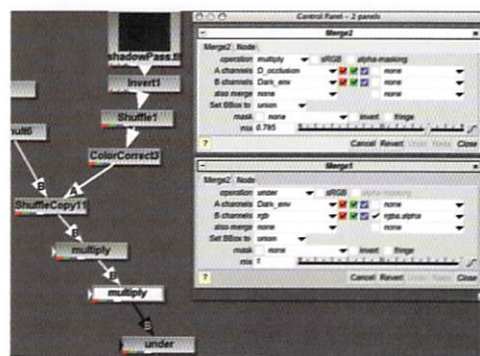 Control Panel - 2 panels
shadowPass.tif
Invert1
Shuffle1
ColorCorrect3
B
A
ShuffleCopy11
B
multiply
B
multiply
B
under
Merge2
Merge2 Node
operation multiply sRGB alpha masking
A channels D_occlusion none
B channels Dark_env none
also merge none none
Set BBox to union
mask none invert fringe
mix 0.785
? Cancel Revert Undo Redo Close
Merge1
Merge2 Node
operation under sRGB alpha masking
A channels Dark_env none
B channels rgb rgba.alpha
also merge none none
Set BBox to union
mask none invert fringe
mix 1
? Cancel Revert Undo Redo Close